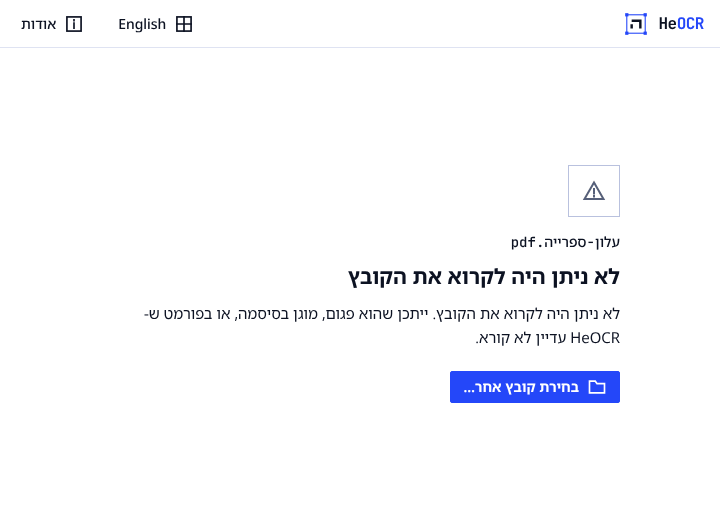 HeOCR
English
אודות
עלון-ספרייה.pdf
לא ניתן היה לקרוא את הקובץ
לא ניתן היה לקרוא את הקובץ. ייתכן שהוא פגום, מוגן בסיסמה, או בפורמט ש-
HeOCR עדיין לא קורא.
בחירת קובץ אחר...